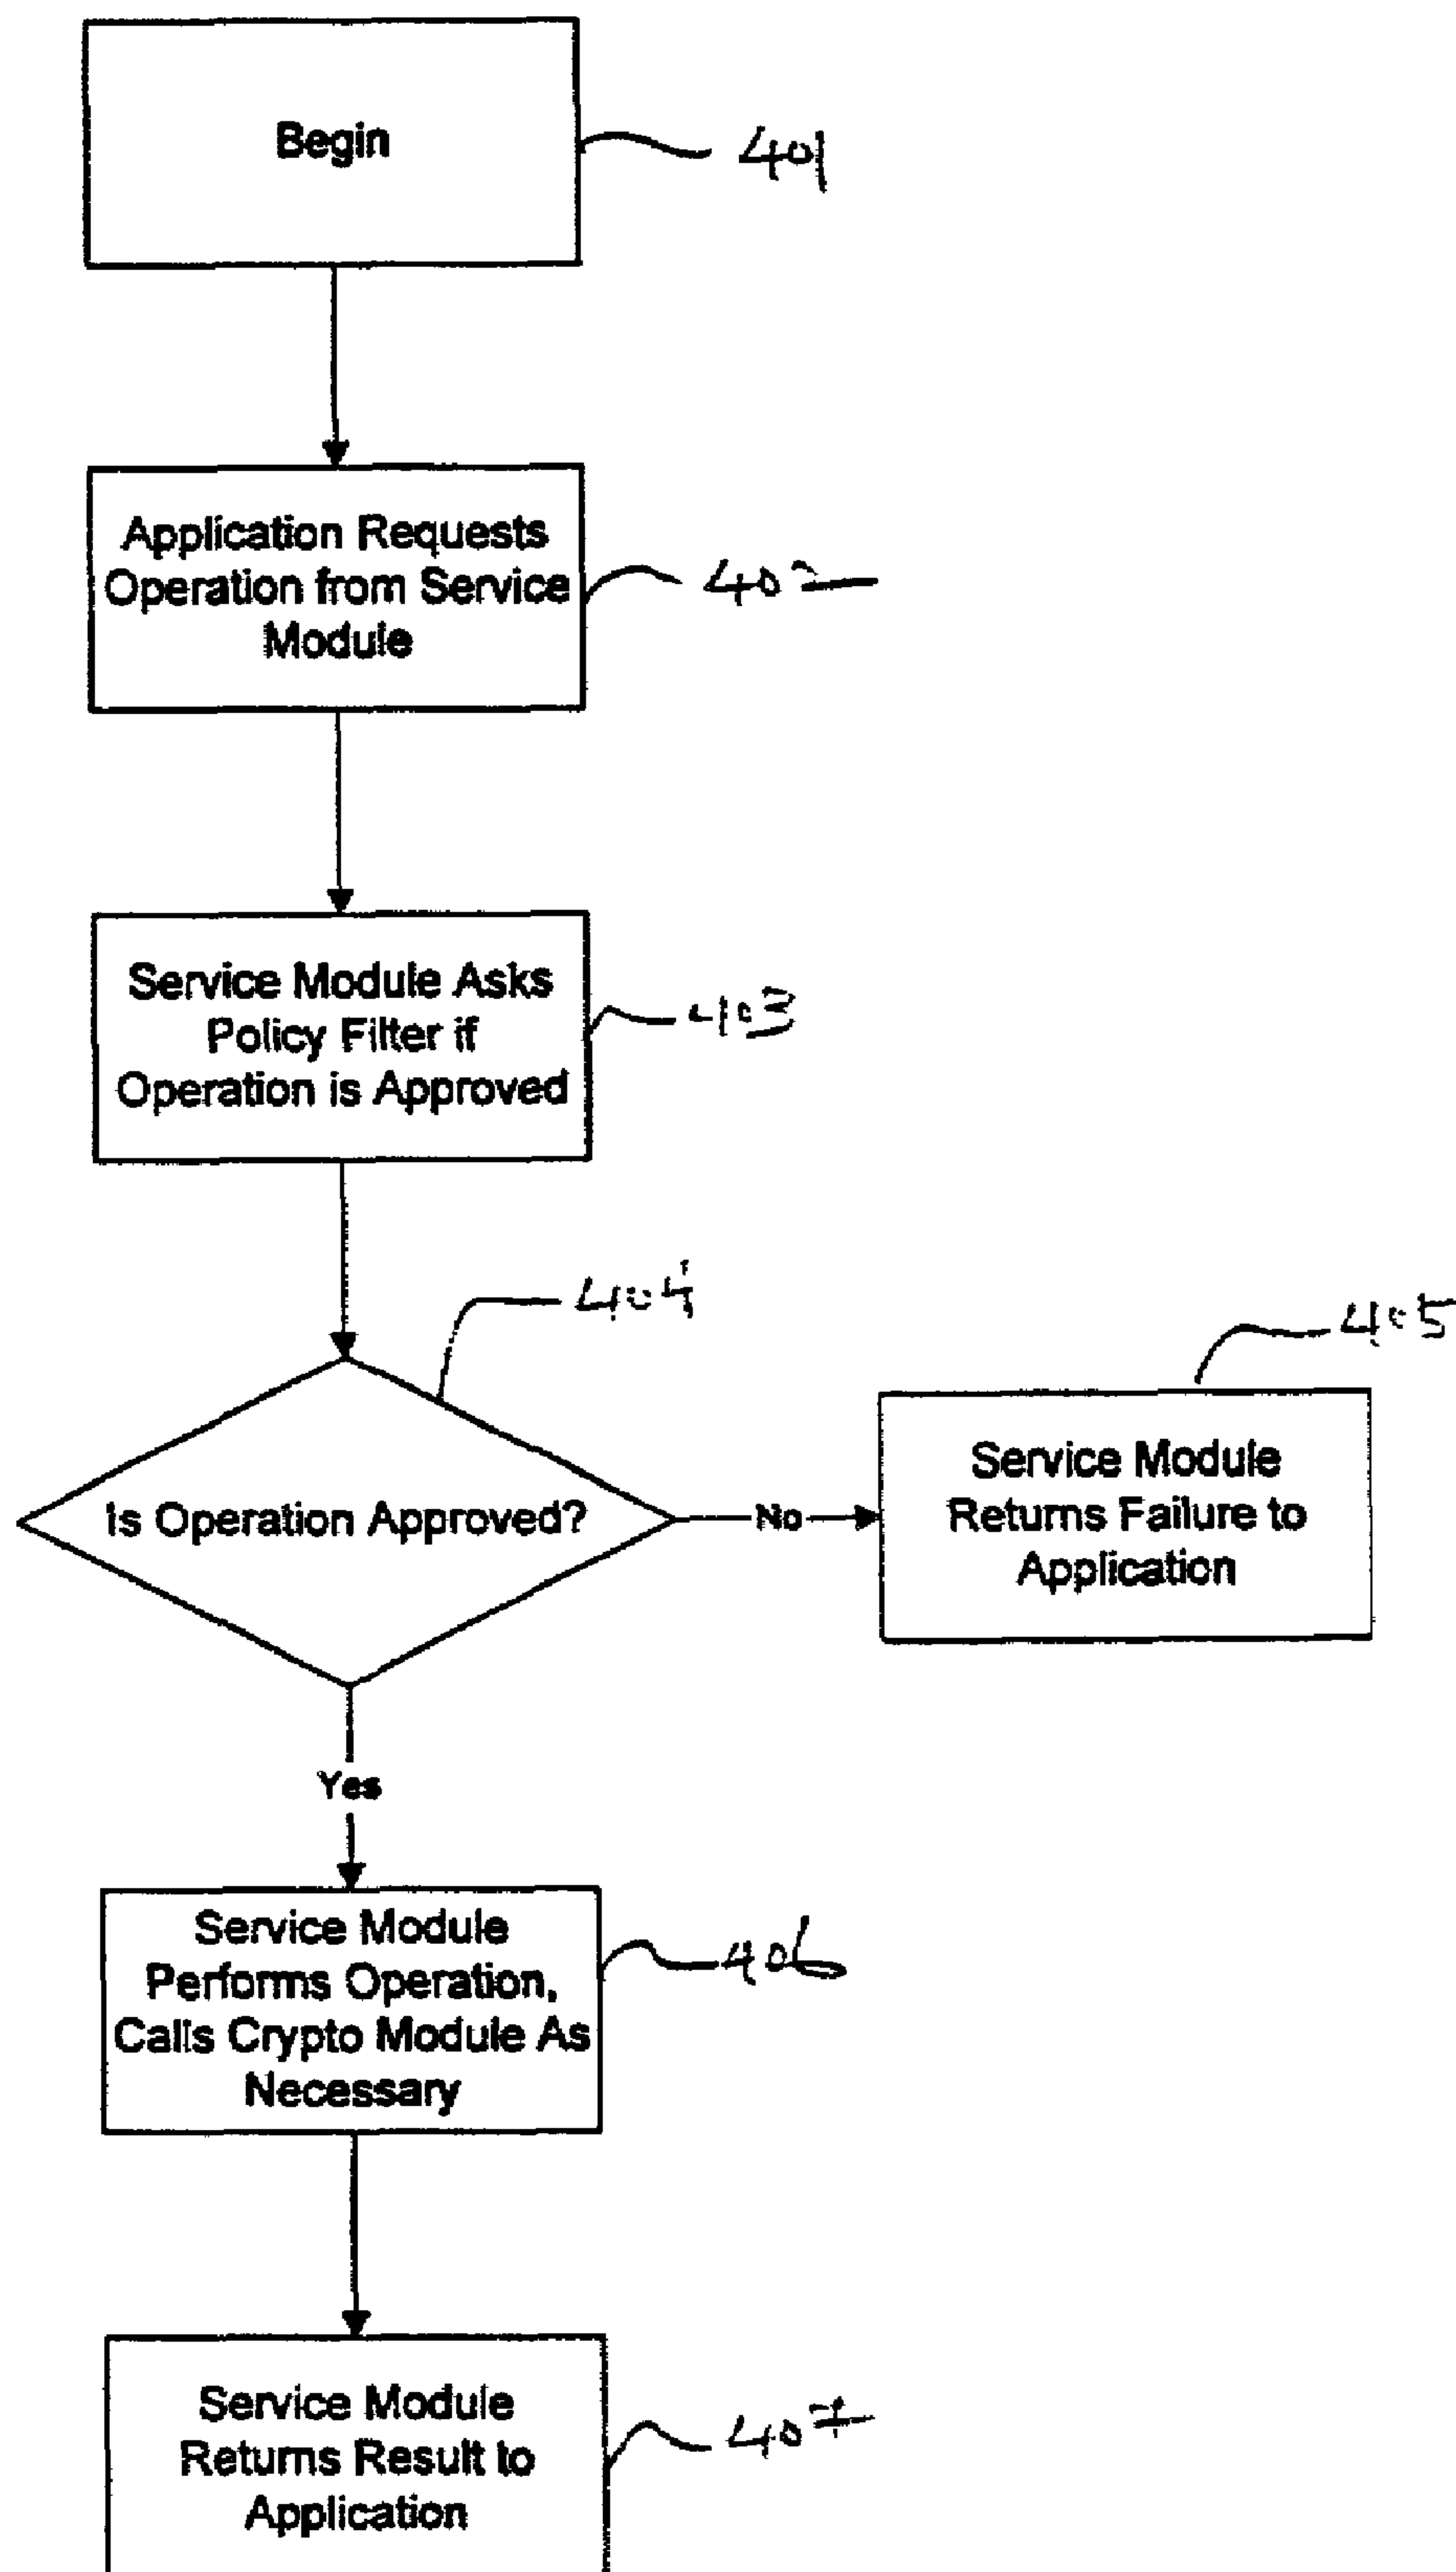 Begin
401
Application Requests
Operation from Service
Module
402
Service Module Asks
Policy Filter if
Operation is Approved
403
404
405
Is Operation Approved?
No
Service Module
Returns Failure to
Application
Yes
Service Module
Performs Operation,
Calls Crypto Module As
Necessary
406
Service Module
Returns Result to
Application
407